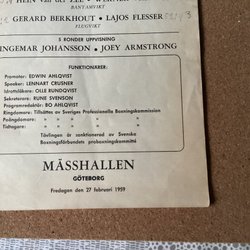 HEIN van der ZEE
BANTAMVIKT
GERARD BERKHOUT - LAJOS FLESSER
FLUGVIKT
5 RONDER UPPVISNING
INGEMAR JOHANSSON - JOEY ARMSTRONG
FUNKTIONÄRER:
Promotor: EDWIN AHLQVIST
Speaker: LENNART CRUSNER
Idrottsläkare: OLLE RUNDQVIST
Sekreterare: RUNE SVENSON
Programredaktör: BO AHLQVIST
Ringdomare: Tillsättes av Sveriges Professionella Boxningskommission
Poängdomare: » » » » »
Tidtagare: » » » » »
Tävlingen är sanktionerad av Svenska
Boxningsförbundets proboxningskommitté
MÄSSHALLEN
GÖTEBORG
Fredagen den 27 februari 1959